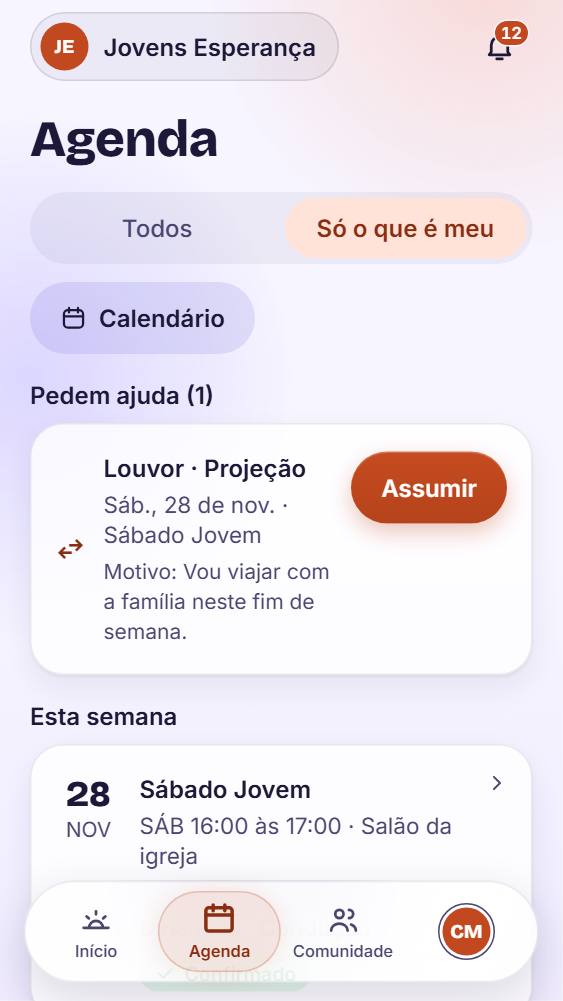 JE
Jovens Esperança
12
Agenda
Todos
Só o que é meu
Calendário
Pedem ajuda (1)
Louvor · Projeção
Sáb., 28 de nov. ·
Sábado Jovem
Motivo: Vou viajar com
a família neste fim de
semana.
Assumir
Esta semana
28
NOV
Sábado Jovem
SÁB 16:00 às 17:00 · Salão da
igreja
Confirmado
Início
Agenda
Comunidade
CM